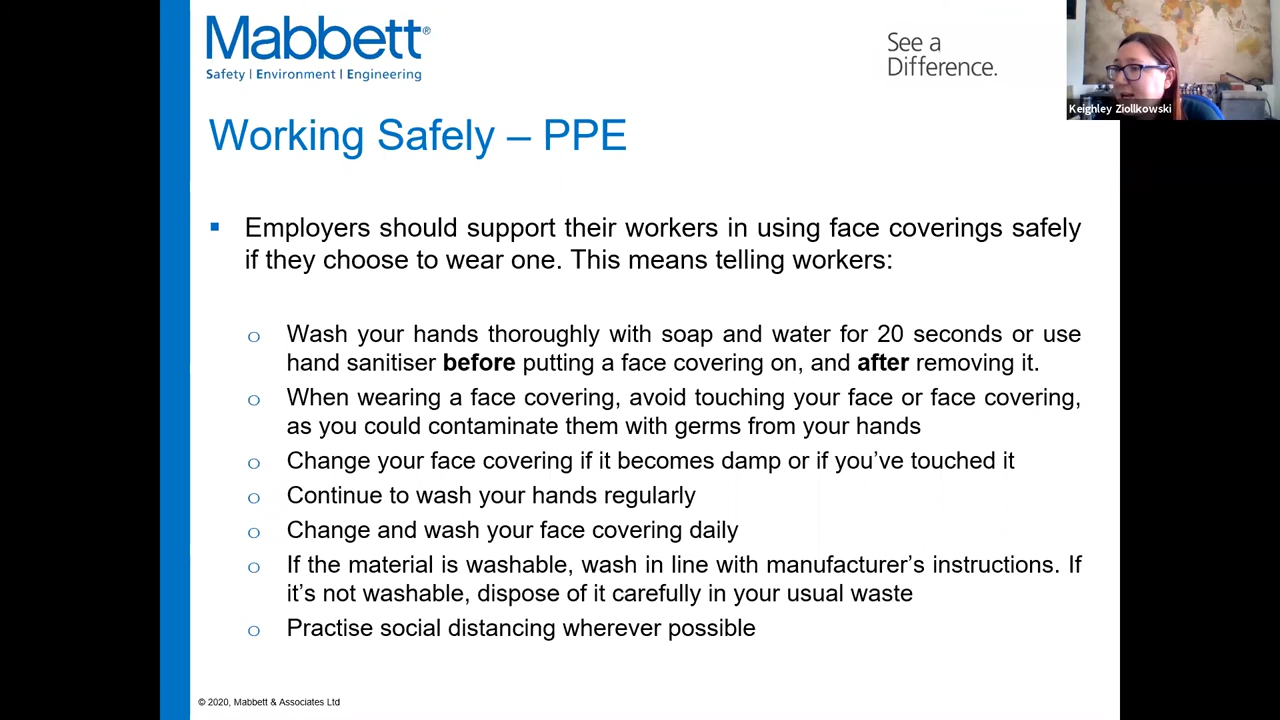 Mabbett®
Safety | Environment | Engineering
See a
Difference.
Keighley Ziollkowski
Working Safely – PPE
Employers should support their workers in using face coverings safely
if they choose to wear one. This means telling workers:
Wash your hands thoroughly with soap and water for 20 seconds or use
hand sanitiser before putting a face covering on, and after removing it.
When wearing a face covering, avoid touching your face or face covering,
as you could contaminate them with germs from your hands
Change your face covering if it becomes damp or if you’ve touched it
Continue to wash your hands regularly
Change and wash your face covering daily
If the material is washable, wash in line with manufacturer’s instructions. If
it’s not washable, dispose of it carefully in your usual waste
Practise social distancing wherever possible
© 2020, Mabbett & Associates Ltd